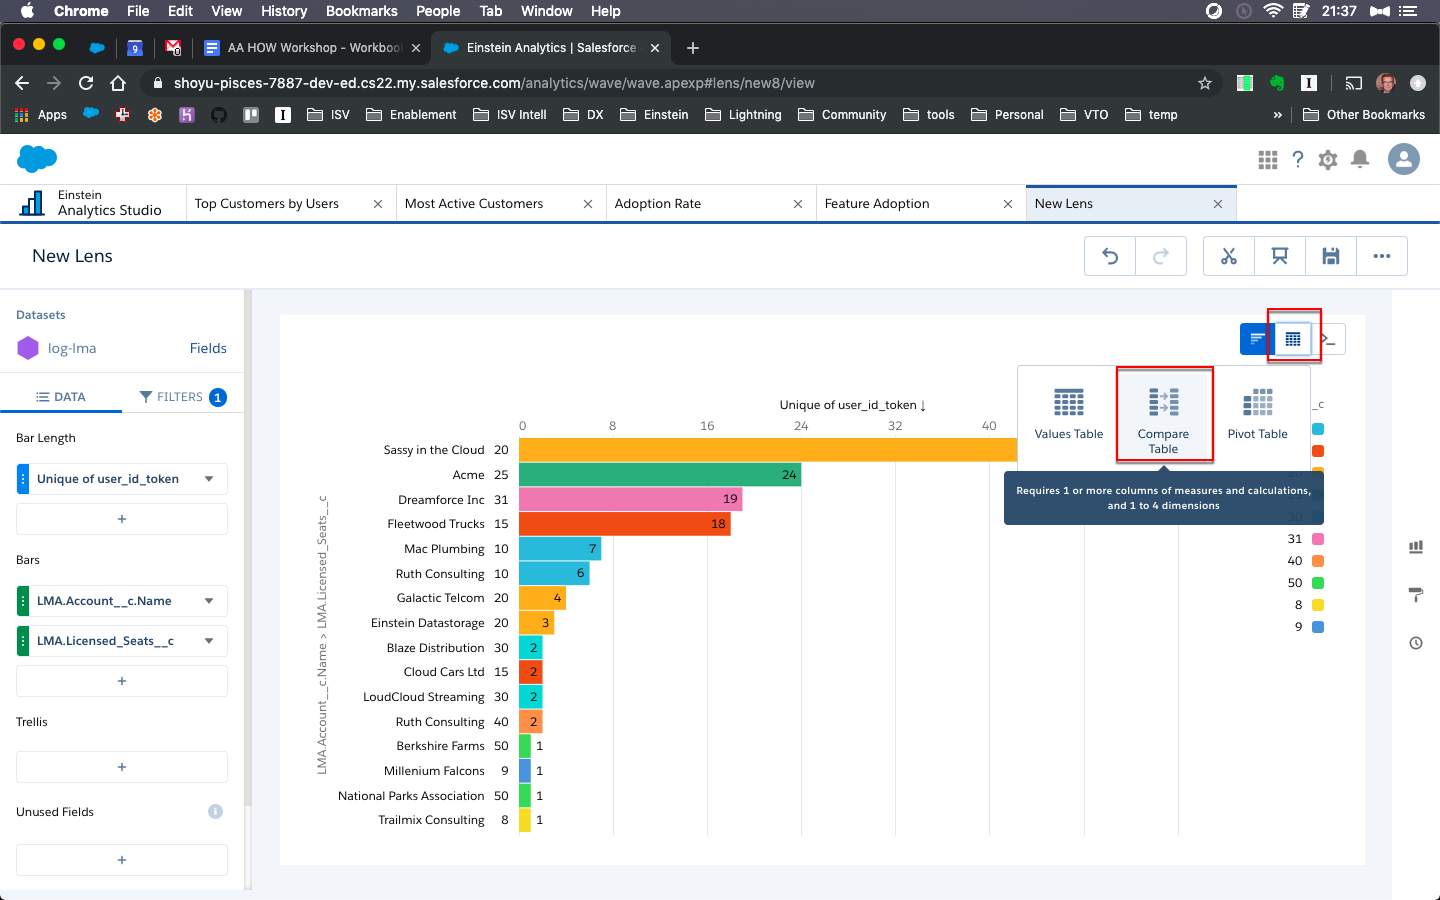 Chrome File Edit View History Bookmarks People Tab Window Help
21:37
9
0
AA HOW Workshop - Workboo
Einstein Analytics | Salesforce
shoyu-pisces-7887-dev-ed.cs22.my.salesforce.com/analytics/wave/wave.apexp#lens/new8/view
Apps
ISV
Enablement
ISV Intell
DX
Einstein
Lightning
Community
tools
Personal
VTO
temp
»
Other Bookmarks
Einstein
Analytics Studio
Top Customers by Users
Most Active Customers
Adoption Rate
Feature Adoption
New Lens
New Lens
Datasets
log-lma
Fields
DATA
FILTERS 1
Bar Length
Unique of user_id_token
+
Bars
LMA.Account__c.Name
LMA.Licensed_Seats__c
+
Trellis
+
Unused Fields
+
Values Table
Compare
Table
Pivot Table
Requires 1 or more columns of measures and calculations,
and 1 to 4 dimensions
Unique of user_id_token ↓
0 8 16 24 32 40
LMA.Account__c.Name > LMA.Licensed_Seats__c
Sassy in the Cloud 20
Acme 25 24
Dreamforce Inc 31 19
Fleetwood Trucks 15 18
Mac Plumbing 10 7
Ruth Consulting 10 6
Galactic Telcom 20 4
Einstein Datastorage 20 3
Blaze Distribution 30 2
Cloud Cars Ltd 15 2
LoudCloud Streaming 30 2
Ruth Consulting 40 2
Berkshire Farms 50 1
Millenium Falcons 9 1
National Parks Association 50 1
Trailmix Consulting 8 1
_c
30
31
40
50
8
9